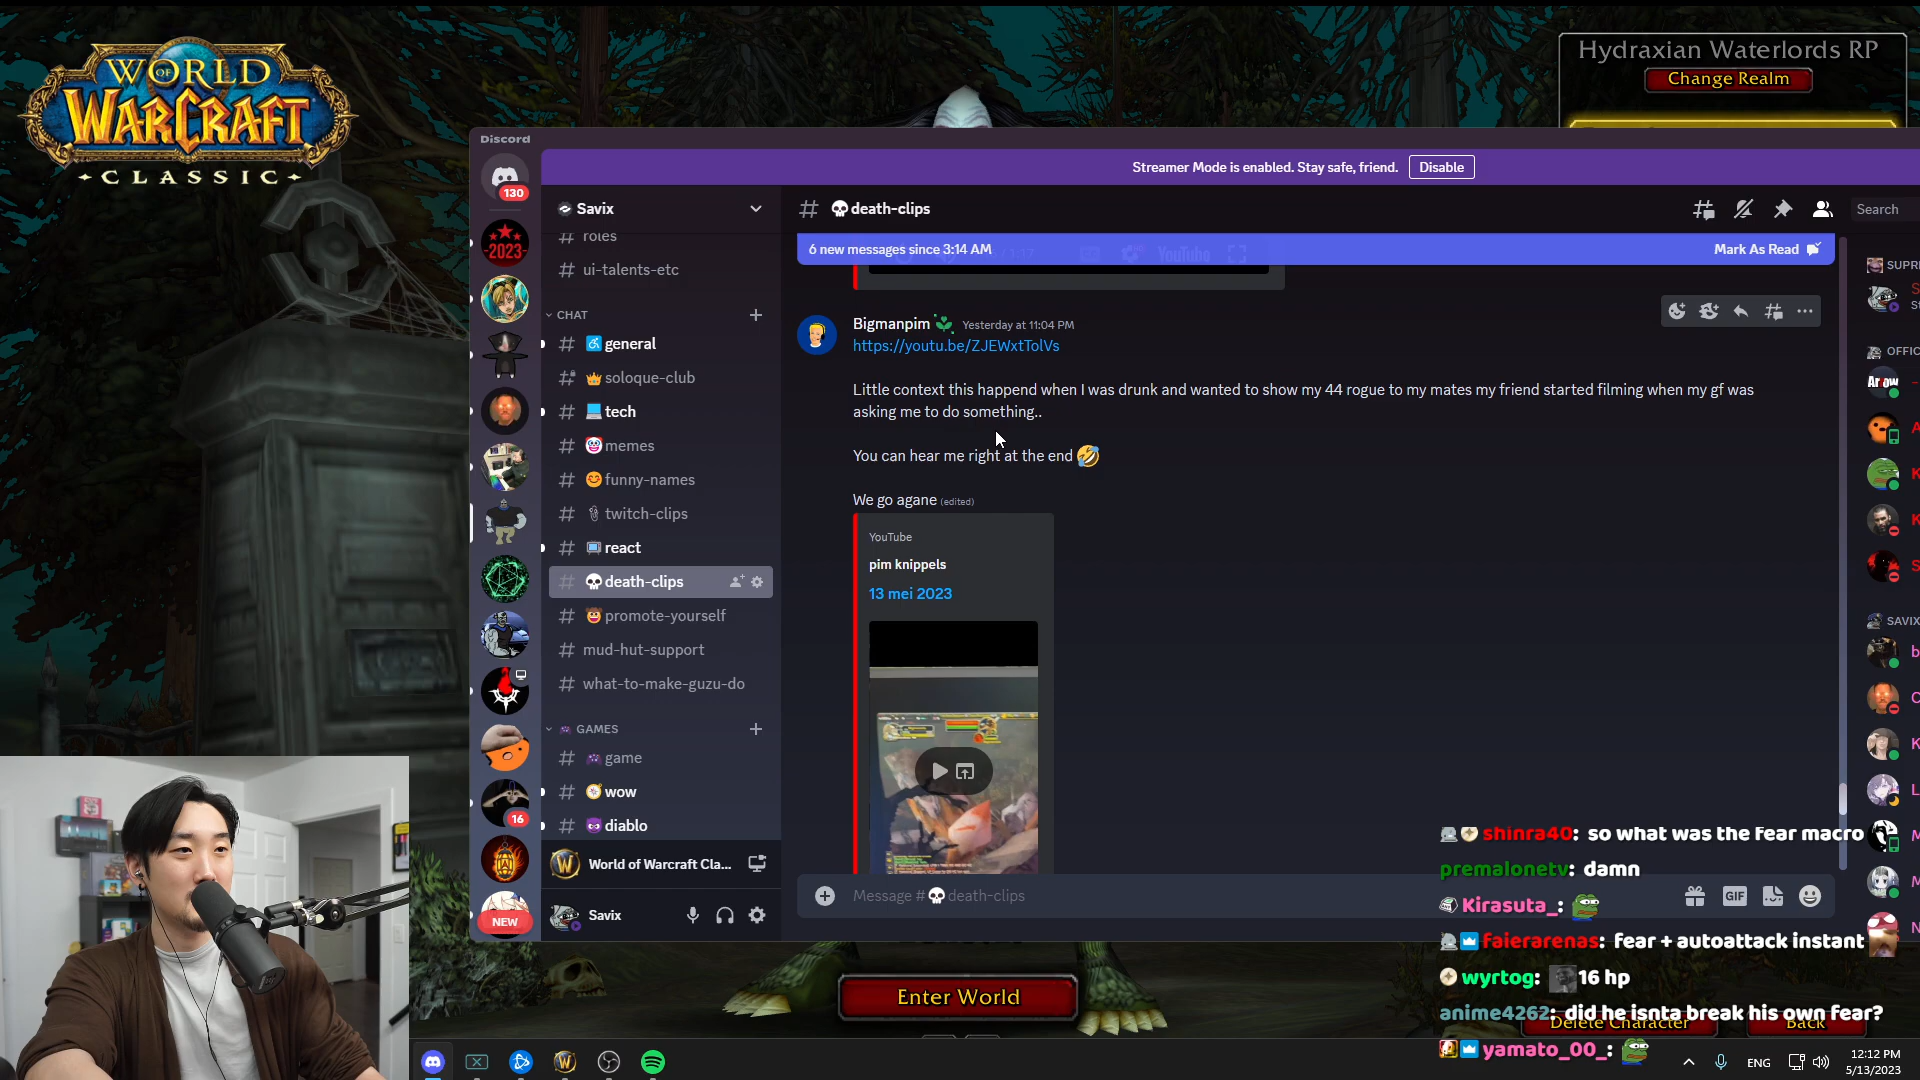 WORLD
OF
WARCRAFT
CLASSIC
Hydraxian Waterlords RP
Change Realm
Discord
130
Streamer Mode is enabled. Stay safe, friend.
Disable
Savix
death-clips
Search
roles
ui-talents-etc
6 new messages since 3:14 AM
YouTube
Mark As Read
-2023-
CHAT
general
soloque-club
tech
memes
funny-names
twitch-clips
react
death-clips
promote-yourself
mud-hut-support
what-to-make-guzu-do
GAMES
game
wow
diablo
16
NEW
World of Warcraft Cla...
Savix
Bigmanpim
Yesterday at 11:04 PM
https://youtu.be/ZJEWxtTolVs
Little context this happend when I was drunk and wanted to show my 44 rogue to my mates my friend started filming when my gf was
asking me to do something..
You can hear me right at the end
We go agane (edited)
YouTube
pim knippels
13 mei 2023
Message # death-clips
GIF
SUPR
OFFIC
SAVIX
shinra40: so what was the fear macro
premalonetv: damn
Kirasuta_:
faierarenas: fear + autoattack instant
wyrtog: 16 hp
anime4262: did he isnta break his own fear?
yamato_00_:
Enter World
Delete Character
Back
ENG
12:12 PM
5/13/2023